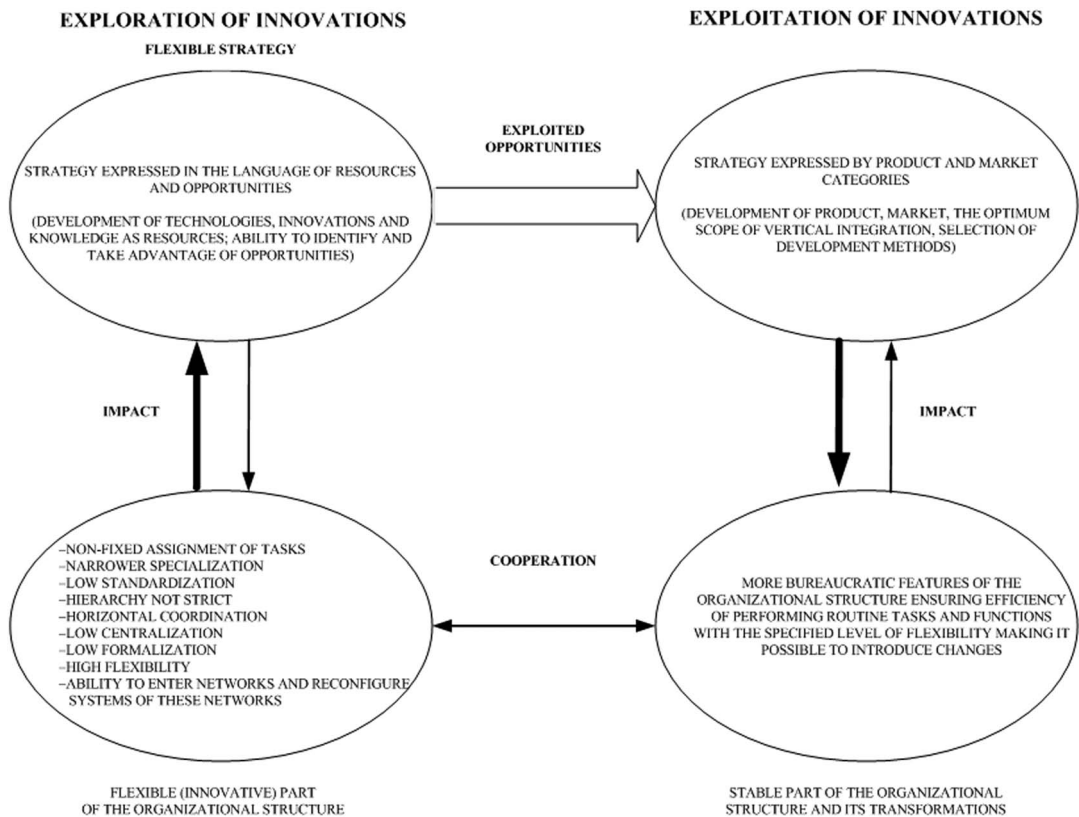 EXPLORATION OF INNOVATIONS
EXPLOITATION OF INNOVATIONS
FLEXIBLE STRATEGY
STRATEGY EXPRESSED IN THE LANGUAGE OF RESOURCES
AND OPPORTUNITIES
(DEVELOPMENT OF TECHNOLOGIES, INNOVATIONS AND
KNOWLEDGE AS RESOURCES; ABILITY TO IDENTIFY AND
TAKE ADVANTAGE OF OPPORTUNITIES)
EXPLOITED
OPPORTUNITIES
STRATEGY EXPRESSED BY PRODUCT AND MARKET
CATEGORIES
(DEVELOPMENT OF PRODUCT, MARKET, THE OPTIMUM
SCOPE OF VERTICAL INTEGRATION, SELECTION OF
DEVELOPMENT METHODS)
IMPACT
IMPACT
–NON-FIXED ASSIGNMENT OF TASKS
–NARROWER SPECIALIZATION
–LOW STANDARDIZATION
–HIERARCHY NOT STRICT
–HORIZONTAL COORDINATION
–LOW CENTRALIZATION
–LOW FORMALIZATION
–HIGH FLEXIBILITY
–ABILITY TO ENTER NETWORKS AND RECONFIGURE
SYSTEMS OF THESE NETWORKS
COOPERATION
MORE BUREAUCRATIC FEATURES OF THE
ORGANIZATIONAL STRUCTURE ENSURING EFFICIENCY
OF PERFORMING ROUTINE TASKS AND FUNCTIONS
WITH THE SPECIFIED LEVEL OF FLEXIBILITY MAKING IT
POSSIBLE TO INTRODUCE CHANGES
FLEXIBLE (INNOVATIVE) PART
OF THE ORGANIZATIONAL STRUCTURE
STABLE PART OF THE ORGANIZATIONAL
STRUCTURE AND ITS TRANSFORMATIONS